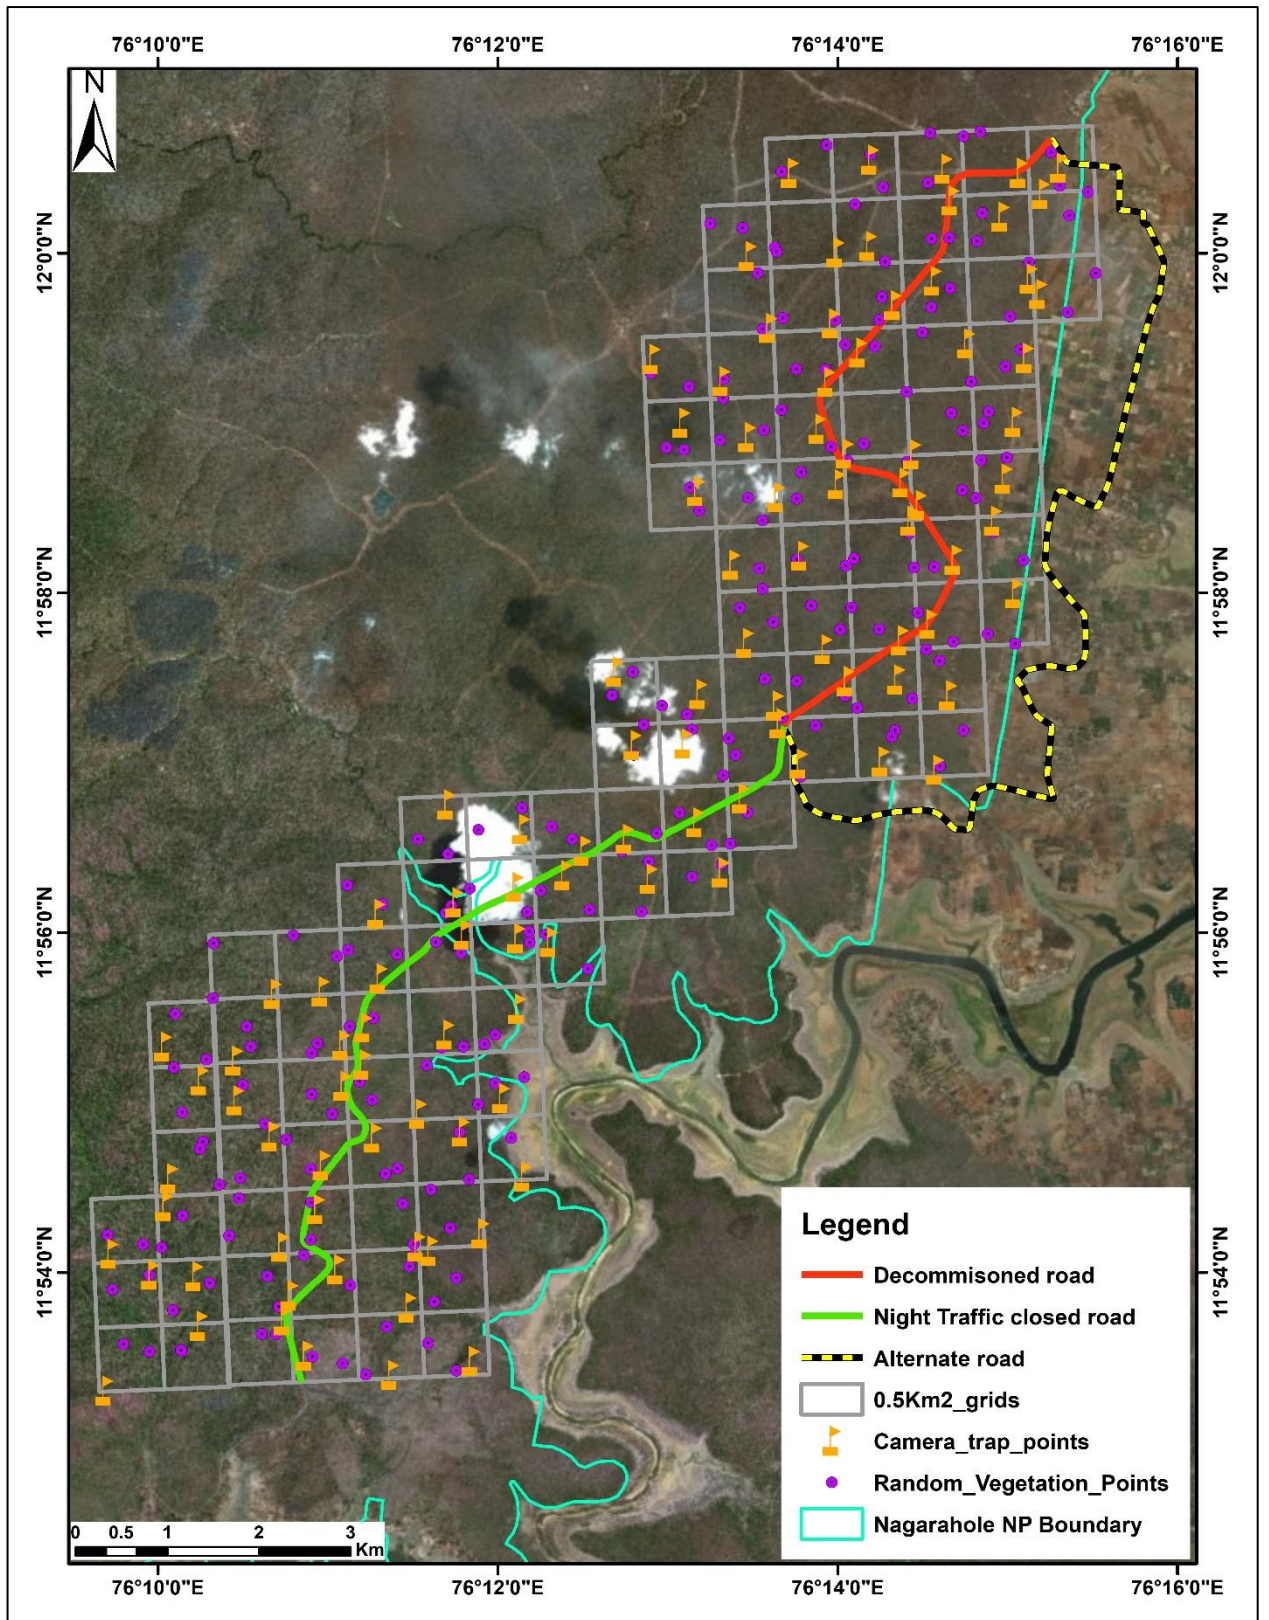 76°10'0"E 76°12'0"E 76°14'0"E 76°16'0"E
N
12°0'0"N 12°0'0"N
11°58'0"N 11°58'0"N
11°56'0"N 11°56'0"N
11°54'0"N 11°54'0"N
Legend
Decommisoned road
Night Traffic closed road
Alternate road
0.5Km2_grids
Camera_trap_points
Random_Vegetation_Points
Nagarahole NP Boundary
0 0.5 1 2 3
Km
76°10'0"E 76°12'0"E 76°14'0"E 76°16'0"E